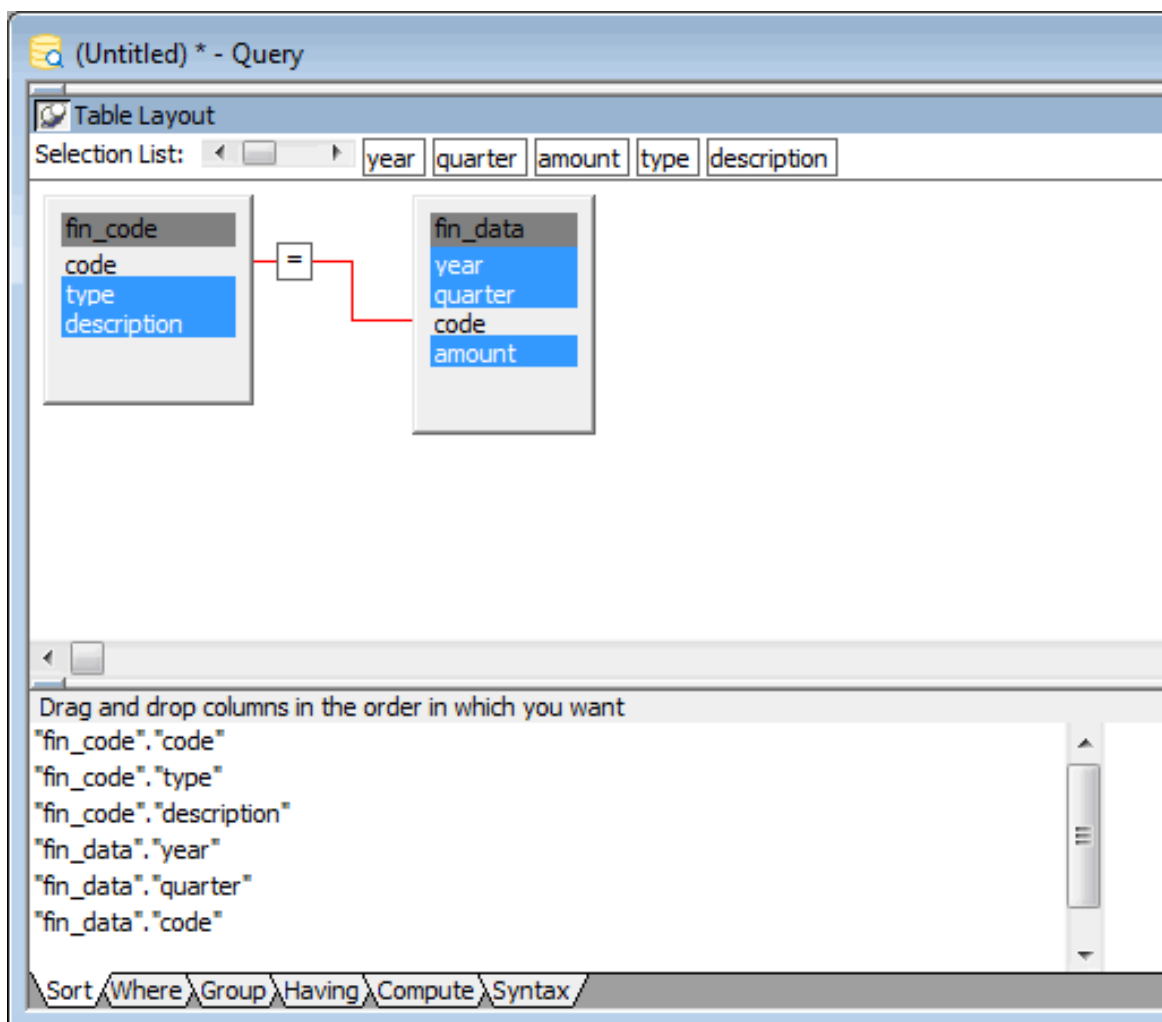 (Untitled) * - Query
Table Layout
Selection List: year quarter amount type description
fin_code
code
type
description
=
fin_data
year
quarter
code
amount
Drag and drop columns in the order in which you want
"fin_code"."code"
"fin_code"."type"
"fin_code"."description"
"fin_data"."year"
"fin_data"."quarter"
"fin_data"."code"
Sort Where Group Having Compute Syntax